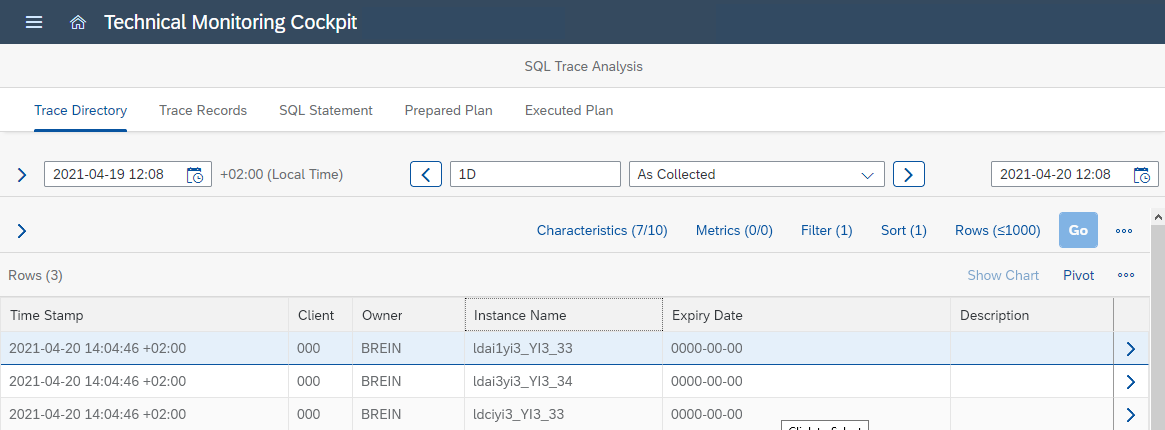 Technical Monitoring Cockpit
SQL Trace Analysis
Trace Directory Trace Records SQL Statement Prepared Plan Executed Plan
2021-04-19 12:08 +02:00 (Local Time) 1D As Collected 2021-04-20 12:08
Characteristics (7/10) Metrics (0/0) Filter (1) Sort (1) Rows (≤1000) Go
Rows (3) Show Chart Pivot
Time Stamp Client Owner Instance Name Expiry Date Description
2021-04-20 14:04:46 +02:00 000 BREIN ldai1yi3_YI3_33 0000-00-00
2021-04-20 14:04:46 +02:00 000 BREIN ldai3yi3_YI3_34 0000-00-00
2021-04-20 14:04:46 +02:00 000 BREIN ldciyi3_YI3_33 0000-00-00